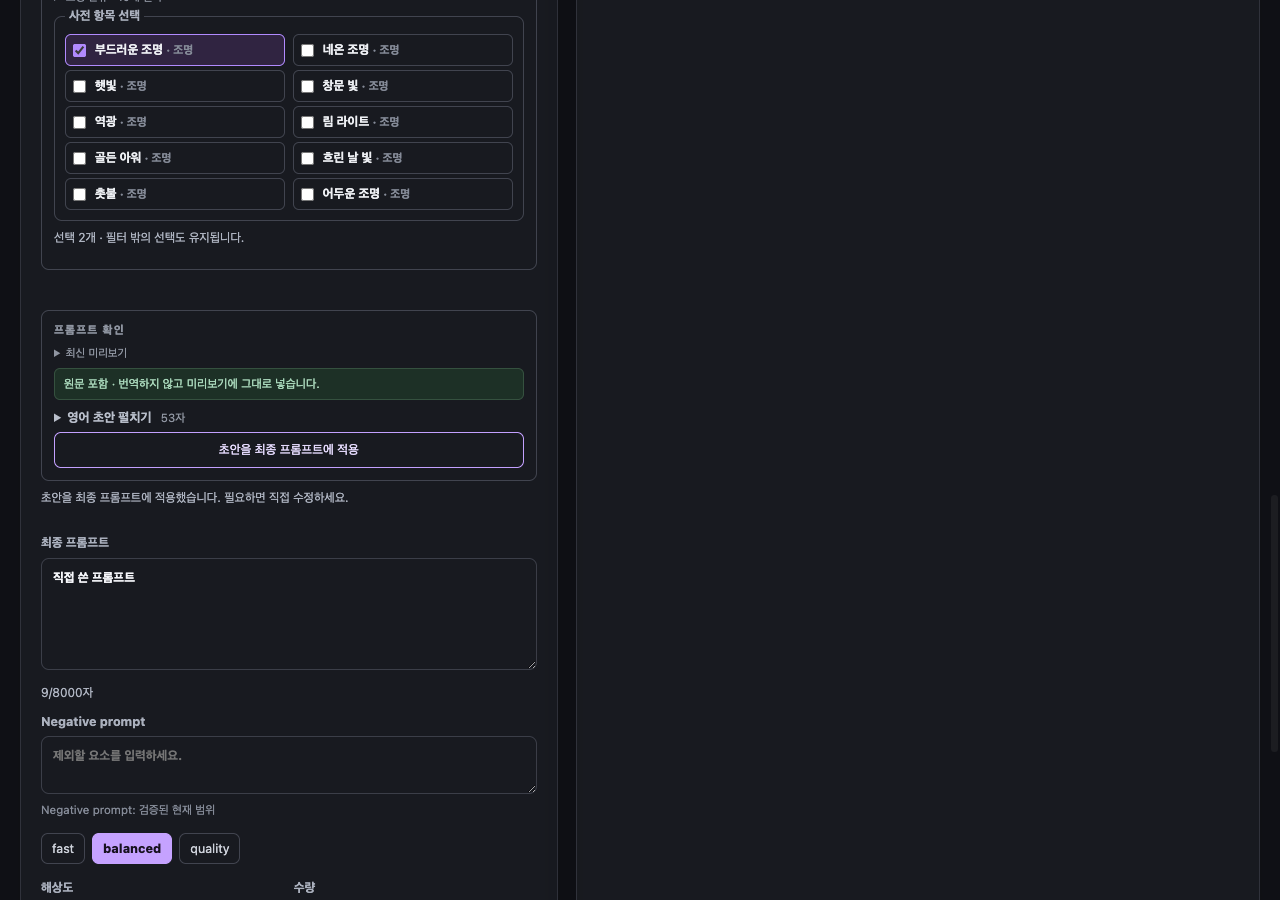 사전 항목 선택
부드러운 조명 · 조명
네온 조명 · 조명
햇빛 · 조명
창문 빛 · 조명
역광 · 조명
림 라이트 · 조명
골든 아워 · 조명
흐린 날 빛 · 조명
촛불 · 조명
어두운 조명 · 조명
선택 2개 · 필터 밖의 선택도 유지됩니다.
프롬프트 확인
▶ 최신 미리보기
원문 포함 · 번역하지 않고 미리보기에 그대로 넣습니다.
▶ 영어 초안 펼치기 53자
초안을 최종 프롬프트에 적용
초안을 최종 프롬프트에 적용했습니다. 필요하면 직접 수정하세요.
최종 프롬프트
직접 쓴 프롬프트
9/8000자
Negative prompt
제외할 요소를 입력하세요.
Negative prompt: 검증된 현재 범위
fast
balanced
quality
해상도
수량